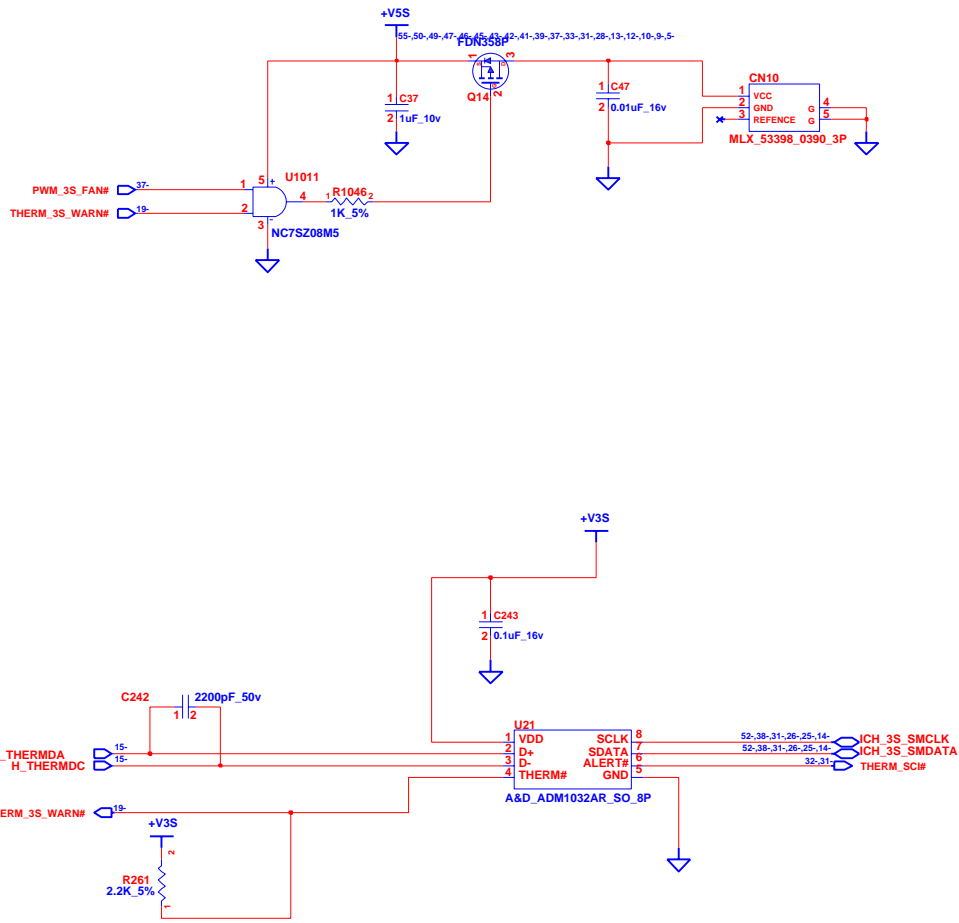 +V5S
55-,50-,49-,47-,46-,45-,43-,42-,41-,39-,37-,33-,31-,28-,13-,12-,10-,9-,5-
FDN358P
1 3
S D
G
Q14 2
1 C37
2 1uF_10v
1 C47
2 0.01uF_16v
CN10
1 VCC
2 GND G 4
3 REFENCE G 5
MLX_53398_0390_3P
PWM_3S_FAN# 37-
THERM_3S_WARN# 19-
U1011
5 +
1
2
4
3 -
NC7SZ08M5
R1046
1 2
1K_5%
+V3S
1 C243
2 0.1uF_16v
C242 2200pF_50v
1 2
U21
1 VDD SCLK 8
2 D+ SDATA 7
3 D- ALERT# 6
4 THERM# GND 5
A&D_ADM1032AR_SO_8P
_THERMDA 15-
H_THERMDC 15-
52-,38-,31-,26-,25-,14- ICH_3S_SMCLK
52-,38-,31-,26-,25-,14- ICH_3S_SMDATA
32-,31- THERM_SCI#
ERM_3S_WARN# 19-
+V3S
2
R261
2.2K_5%
1